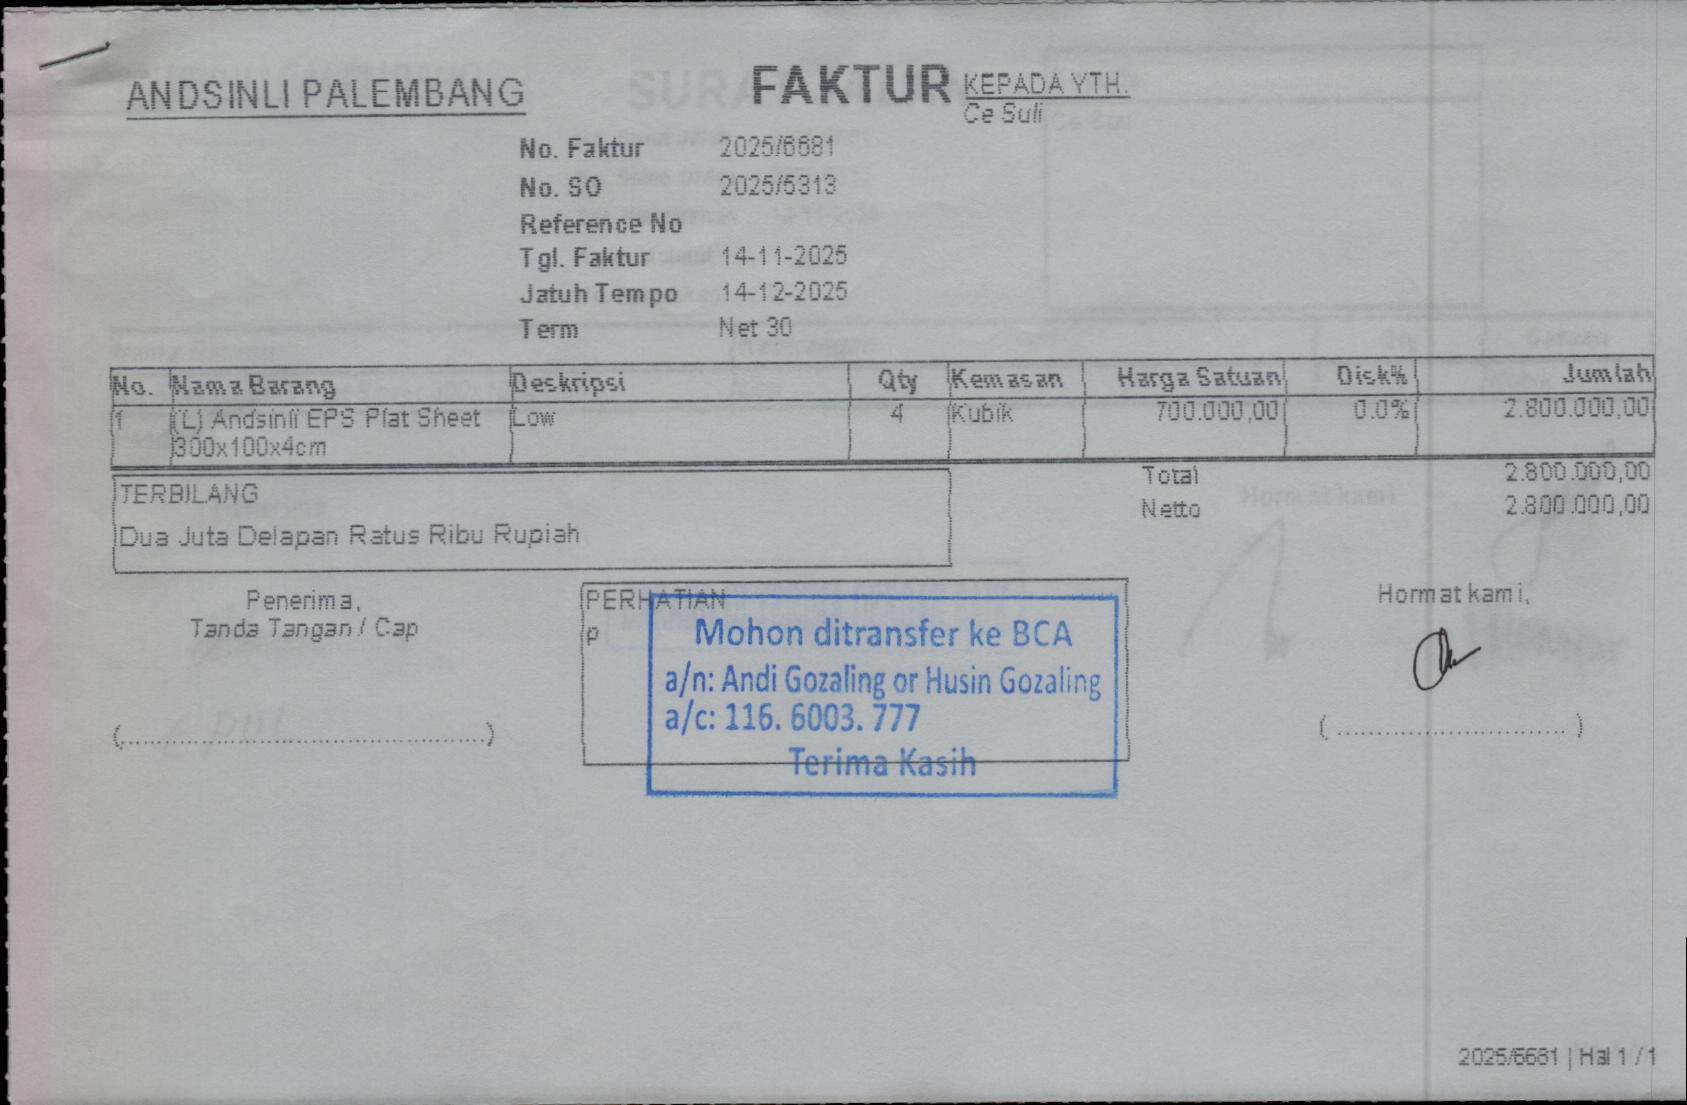 ANDSINLI PALEMBANG
FAKTUR
KEPADA YTH.
Ce Suli
No. Faktur 2025/6681
No. SO 2025/5313
Reference No
Tgl. Faktur 14-11-2025
Jatuh Tempo 14-12-2025
Term Net 30
No. Nama Barang Deskripsi Qty Kemasan Harga Satuan Disk% Jumlah
1 (L) Andsinli EPS Plat Sheet Low 4 Kubik 700.000,00 0.0% 2.800.000,00
300x100x4cm
Total 2.800.000,00
Netto 2.800.000,00
TERBILANG
Dua Juta Delapan Ratus Ribu Rupiah
Penerima,
Tanda Tangan / Cap
(................................................)
PERHATIAN
p
Mohon ditransfer ke BCA
a/n: Andi Gozaling or Husin Gozaling
a/c: 116. 6003. 777
Terima Kasih
Hormat kami,
( .............................. )
2025/6681 | Hal 1 / 1